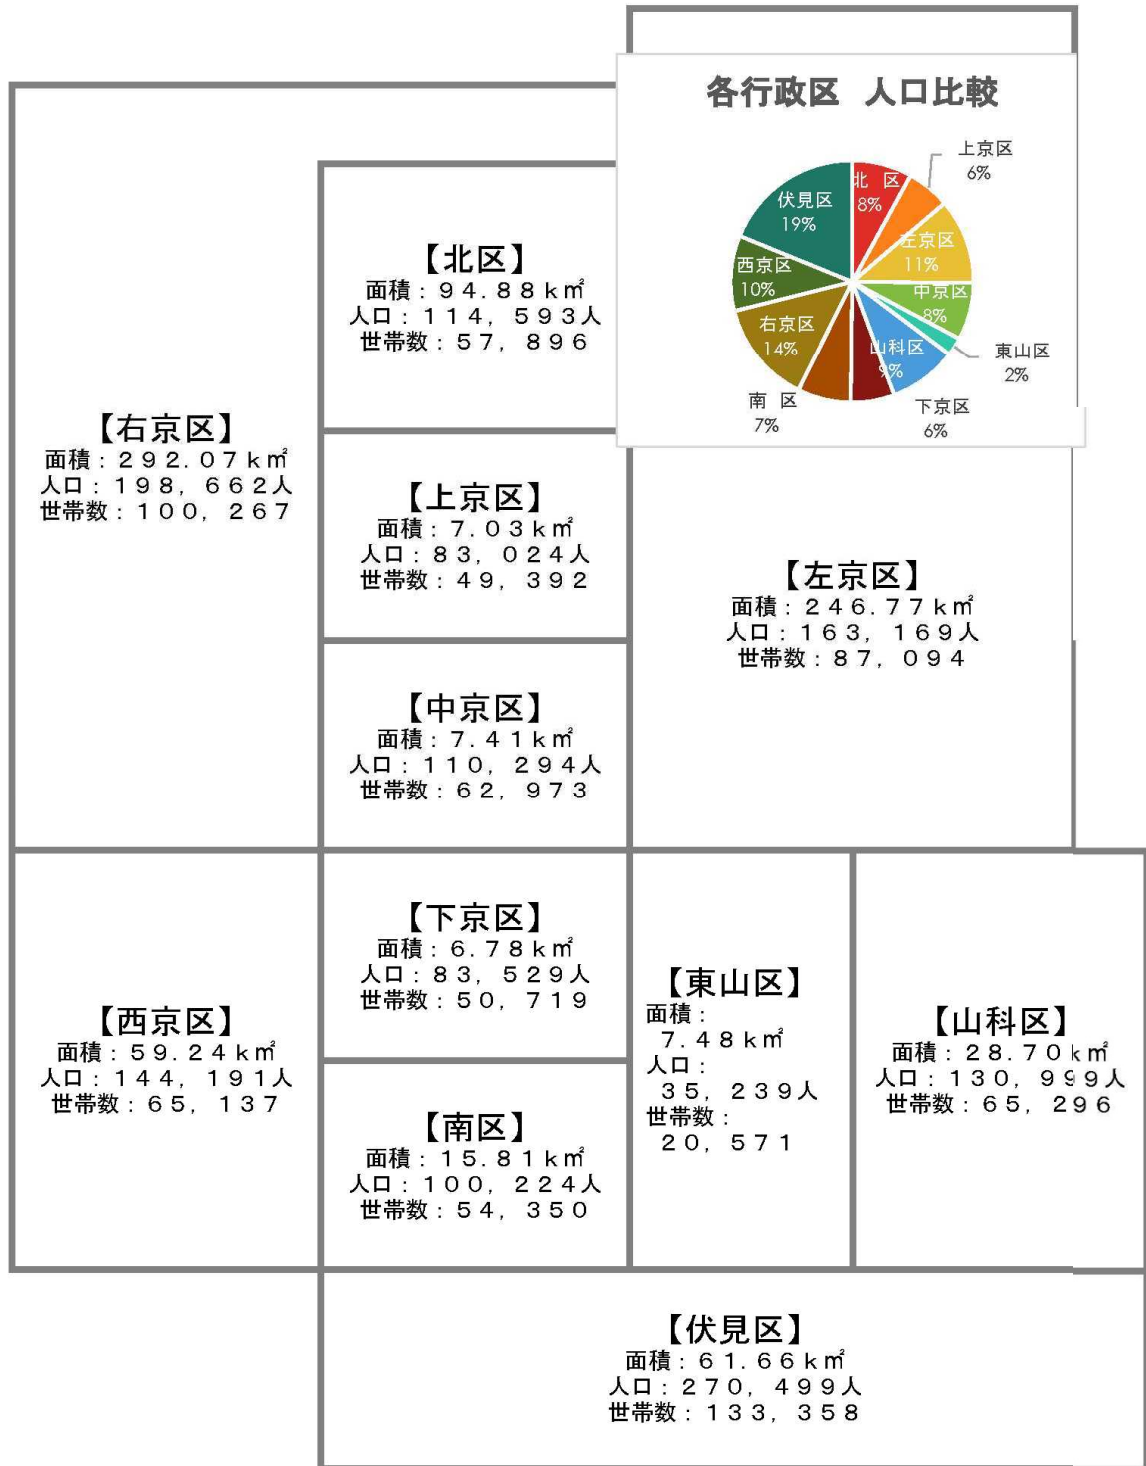 各行政区 人口比較
北 区
8%
上京区
6%
左京区
11%
中京区
8%
東山区
2%
山科区
9%
下京区
6%
南 区
7%
右京区
14%
西京区
10%
伏見区
19%
【北区】
面積：９４.８８ｋ㎡
人口：１１４，５９３人
世帯数：５７，８９６
【右京区】
面積：２９２.０７ｋ㎡
人口：１９８，６６２人
世帯数：１００，２６７
【上京区】
面積：７.０３ｋ㎡
人口：８３，０２４人
世帯数：４９，３９２
【左京区】
面積：２４６.７７ｋ㎡
人口：１６３，１６９人
世帯数：８７，０９４
【中京区】
面積：７.４１ｋ㎡
人口：１１０，２９４人
世帯数：６２，９７３
【下京区】
面積：６.７８ｋ㎡
人口：８３，５２９人
世帯数：５０，７１９
【西京区】
面積：５９.２４ｋ㎡
人口：１４４，１９１人
世帯数：６５，１３７
【南区】
面積：１５.８１ｋ㎡
人口：１００，２２４人
世帯数：５４，３５０
【東山区】
面積：
７.４８ｋ㎡
人口：
３５，２３９人
世帯数：
２０，５７１
【山科区】
面積：２８.７０ｋ㎡
人口：１３０，９９９人
世帯数：６５，２９６
【伏見区】
面積：６１.６６ｋ㎡
人口：２７０，４９９人
世帯数：１３３，３５８